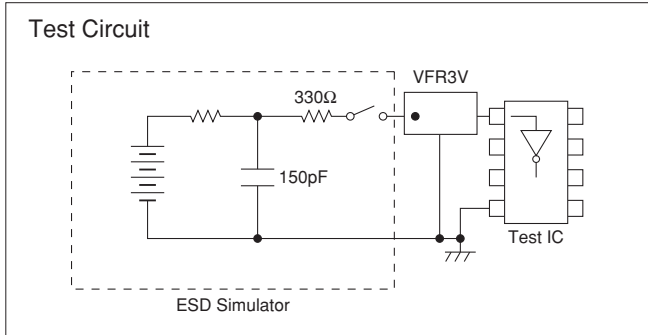 Test Circuit
VFR3V
330Ω
150pF
Test IC
ESD Simulator